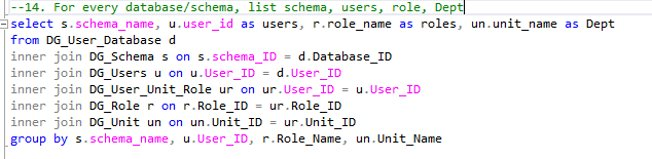 --14. For every database/schema, list schema, users, role, Dept
select s.schema_name, u.user_id as users, r.role_name as roles, un.unit_name as Dept
from DG_User_Database d
inner join DG_Schema s on s.schema_ID = d.Database_ID
inner join DG_Users u on u.User_ID = d.User_ID
inner join DG_User_Unit_Role ur on ur.User_ID = u.User_ID
inner join DG_Role r on r.Role_ID = ur.Role_ID
inner join DG_Unit un on un.Unit_ID = ur.Unit_ID
group by s.schema_name, u.User_ID, r.Role_Name, un.Unit_Name